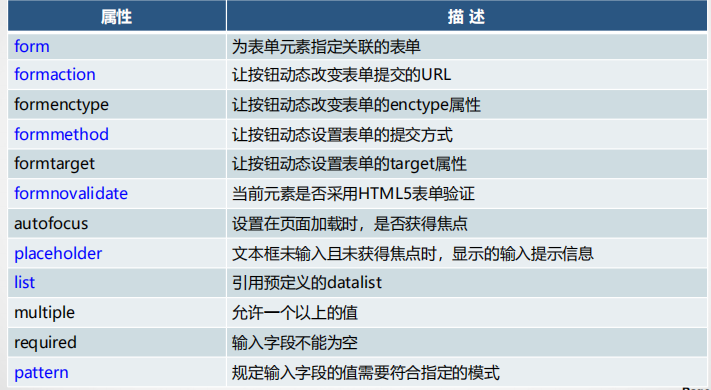 属性 描 述
form 为表单元素指定关联的表单
formaction 让按钮动态改变表单提交的URL
formenctype 让按钮动态改变表单的enctype属性
formmethod 让按钮动态设置表单的提交方式
formtarget 让按钮动态设置表单的target属性
formnovalidate 当前元素是否采用HTML5表单验证
autofocus 设置在页面加载时，是否获得焦点
placeholder 文本框未输入且未获得焦点时，显示的输入提示信息
list 引用预定义的datalist
multiple 允许一个以上的值
required 输入字段不能为空
pattern 规定输入字段的值需要符合指定的模式